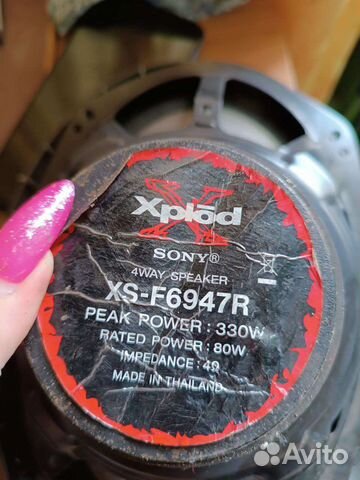 Xplōd
SONY®
4WAY SPEAKER
XS-F6947R
PEAK POWER : 330W
RATED POWER : 80W
IMPEDANCE : 4Ω
MADE IN THAILAND
Avito